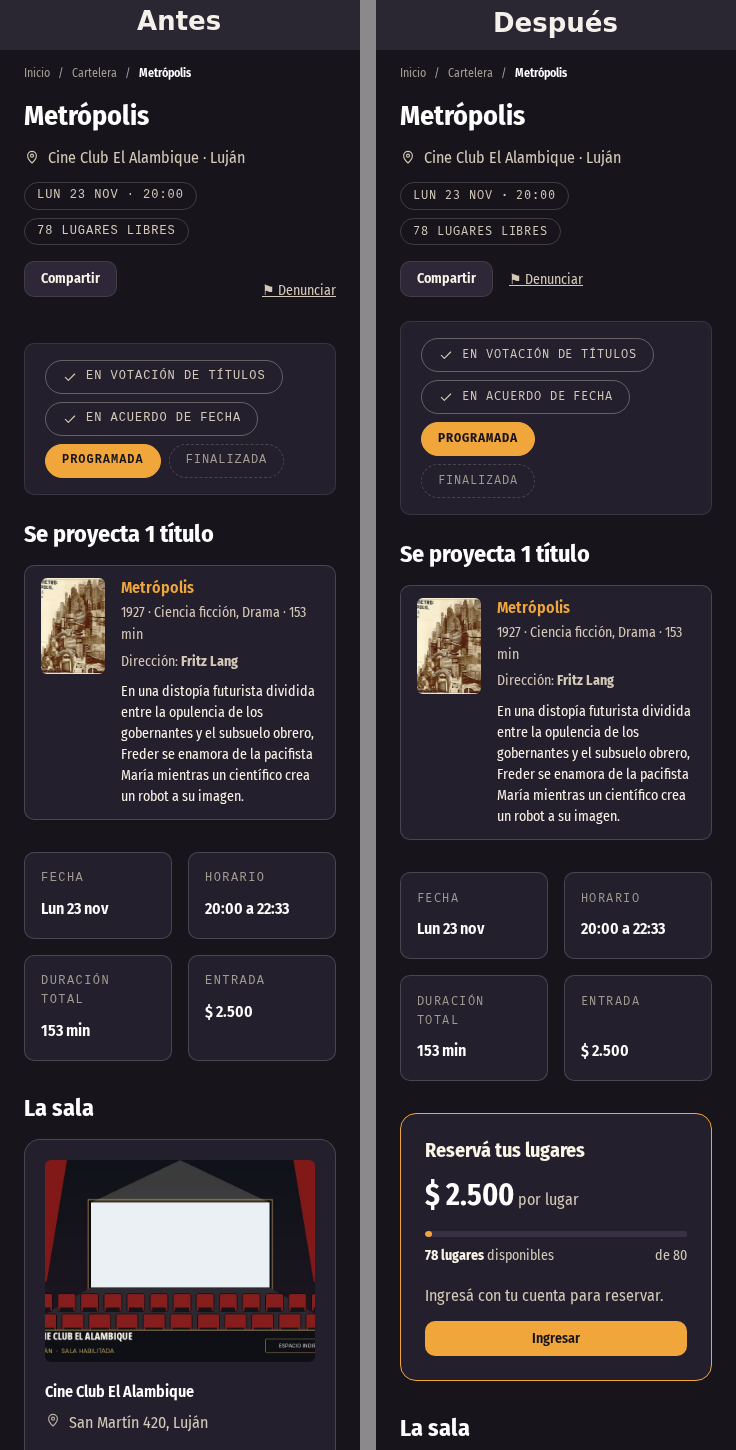 Antes
Inicio / Cartelera / Metrópolis
Metrópolis
Cine Club El Alambique · Luján
LUN 23 NOV · 20:00
78 LUGARES LIBRES
Compartir
⚑ Denunciar
✓ EN VOTACIÓN DE TÍTULOS
✓ EN ACUERDO DE FECHA
PROGRAMADA
FINALIZADA
Se proyecta 1 título
Metrópolis
1927 · Ciencia ficción, Drama · 153
min
Dirección: Fritz Lang
En una distopía futurista dividida
entre la opulencia de los
gobernantes y el subsuelo obrero,
Freder se enamora de la pacifista
María mientras un científico crea
un robot a su imagen.
FECHA
Lun 23 nov
HORARIO
20:00 a 22:33
DURACIÓN
TOTAL
153 min
ENTRADA
$ 2.500
La sala
IE CLUB EL ALAMBIQUE
ÁN · SALA HABILITADA
ESPACIO INDE
Cine Club El Alambique
San Martín 420, Luján
Después
Inicio / Cartelera / Metrópolis
Metrópolis
Cine Club El Alambique · Luján
LUN 23 NOV · 20:00
78 LUGARES LIBRES
Compartir
⚑ Denunciar
✓ EN VOTACIÓN DE TÍTULOS
✓ EN ACUERDO DE FECHA
PROGRAMADA
FINALIZADA
Se proyecta 1 título
Metrópolis
1927 · Ciencia ficción, Drama · 153
min
Dirección: Fritz Lang
En una distopía futurista dividida
entre la opulencia de los
gobernantes y el subsuelo obrero,
Freder se enamora de la pacifista
María mientras un científico crea
un robot a su imagen.
FECHA
Lun 23 nov
HORARIO
20:00 a 22:33
DURACIÓN
TOTAL
153 min
ENTRADA
$ 2.500
Reservá tus lugares
$ 2.500 por lugar
78 lugares disponibles
de 80
Ingresá con tu cuenta para reservar.
Ingresar
La sala